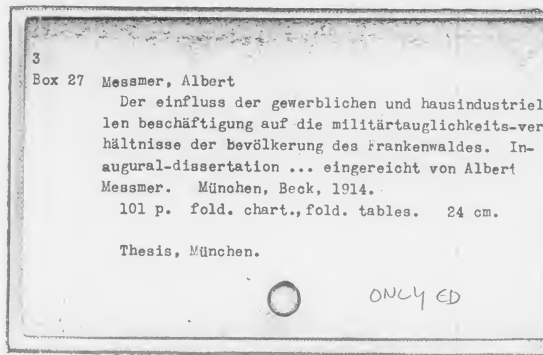 3
Box 27 Messmer, Albert
Der einfluss der gewerblichen und hausindustriel
len beschäftigung auf die militärtauglichkeits-ver
hältnisse der bevölkerung des Frankenwaldes. In-
augural-dissertation ... eingereicht von Albert
Messmer. München, Beck, 1914.
101 p. fold. chart., fold. tables. 24 cm.
Thesis, München.
ONLY ED